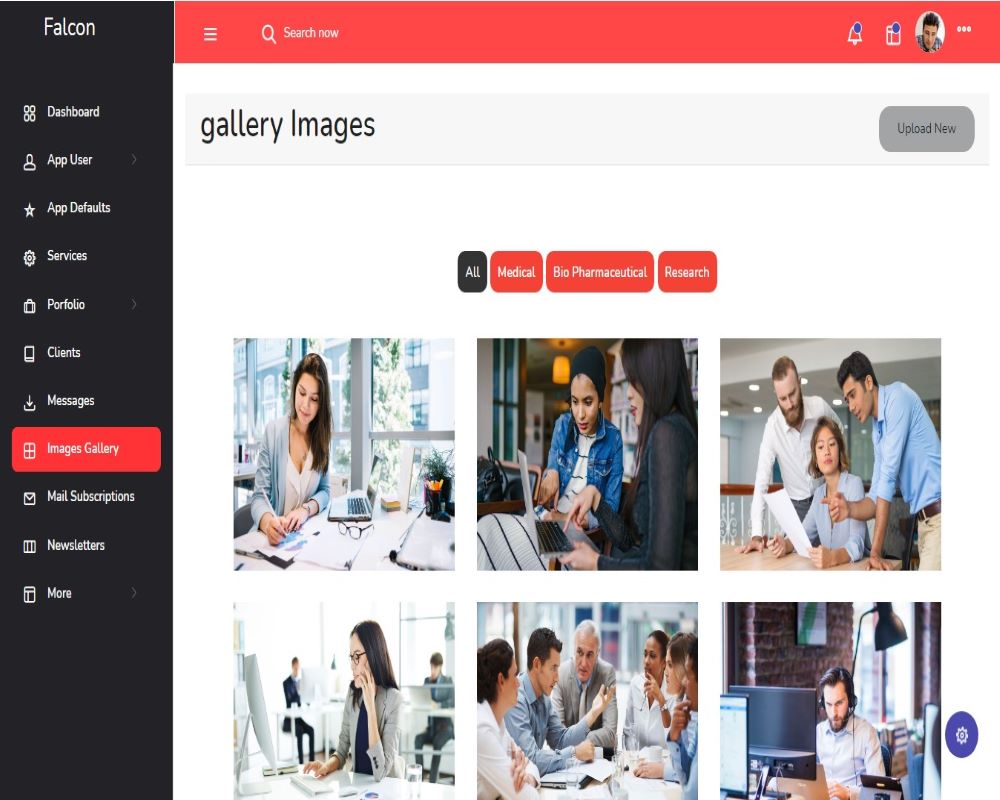 Falcon
Search now
Dashboard
App User
App Defaults
Services
Porfolio
Clients
Messages
Images Gallery
Mail Subscriptions
Newsletters
More
gallery Images
Upload New
All
Medical
Bio Pharmaceutical
Research